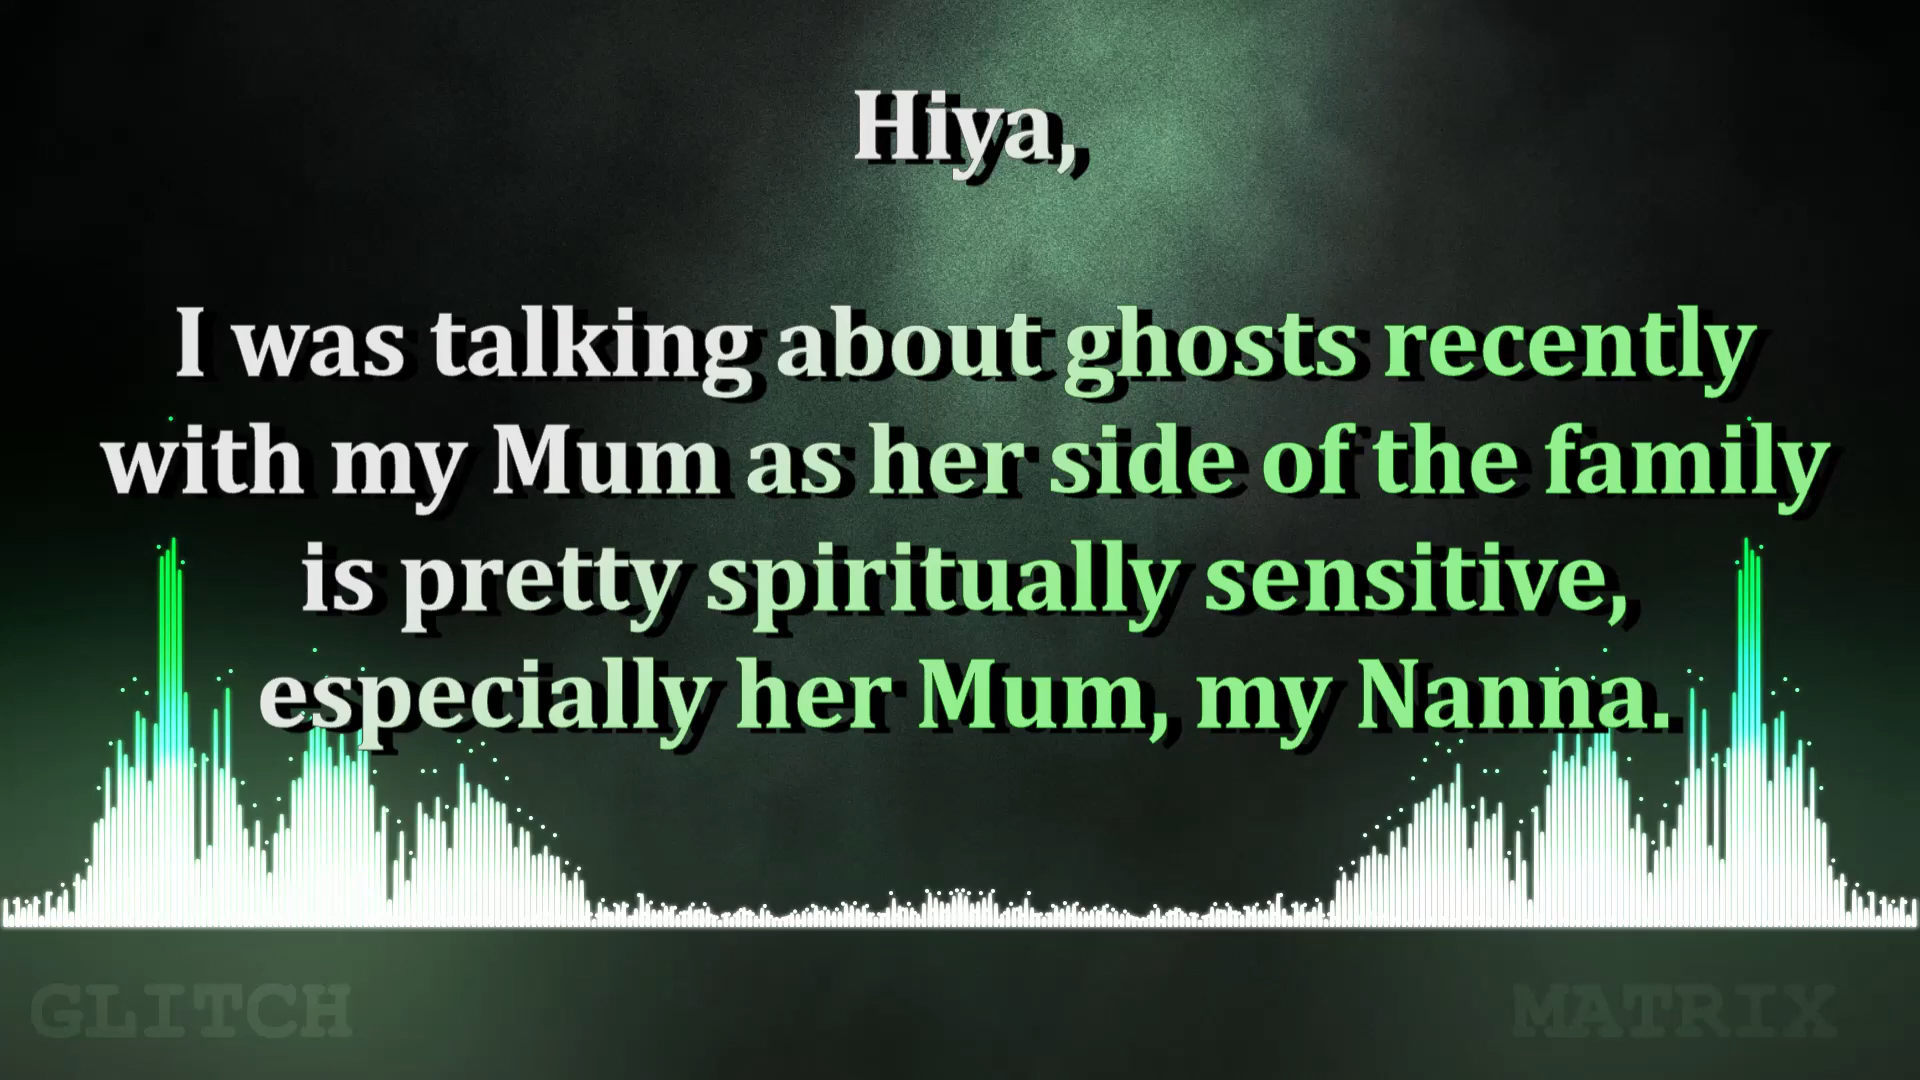 Hiya,
I was talking about ghosts recently
with my Mum as her side of the family
is pretty spiritually sensitive,
especially her Mum, my Nanna.
GLITCH
MATRIX